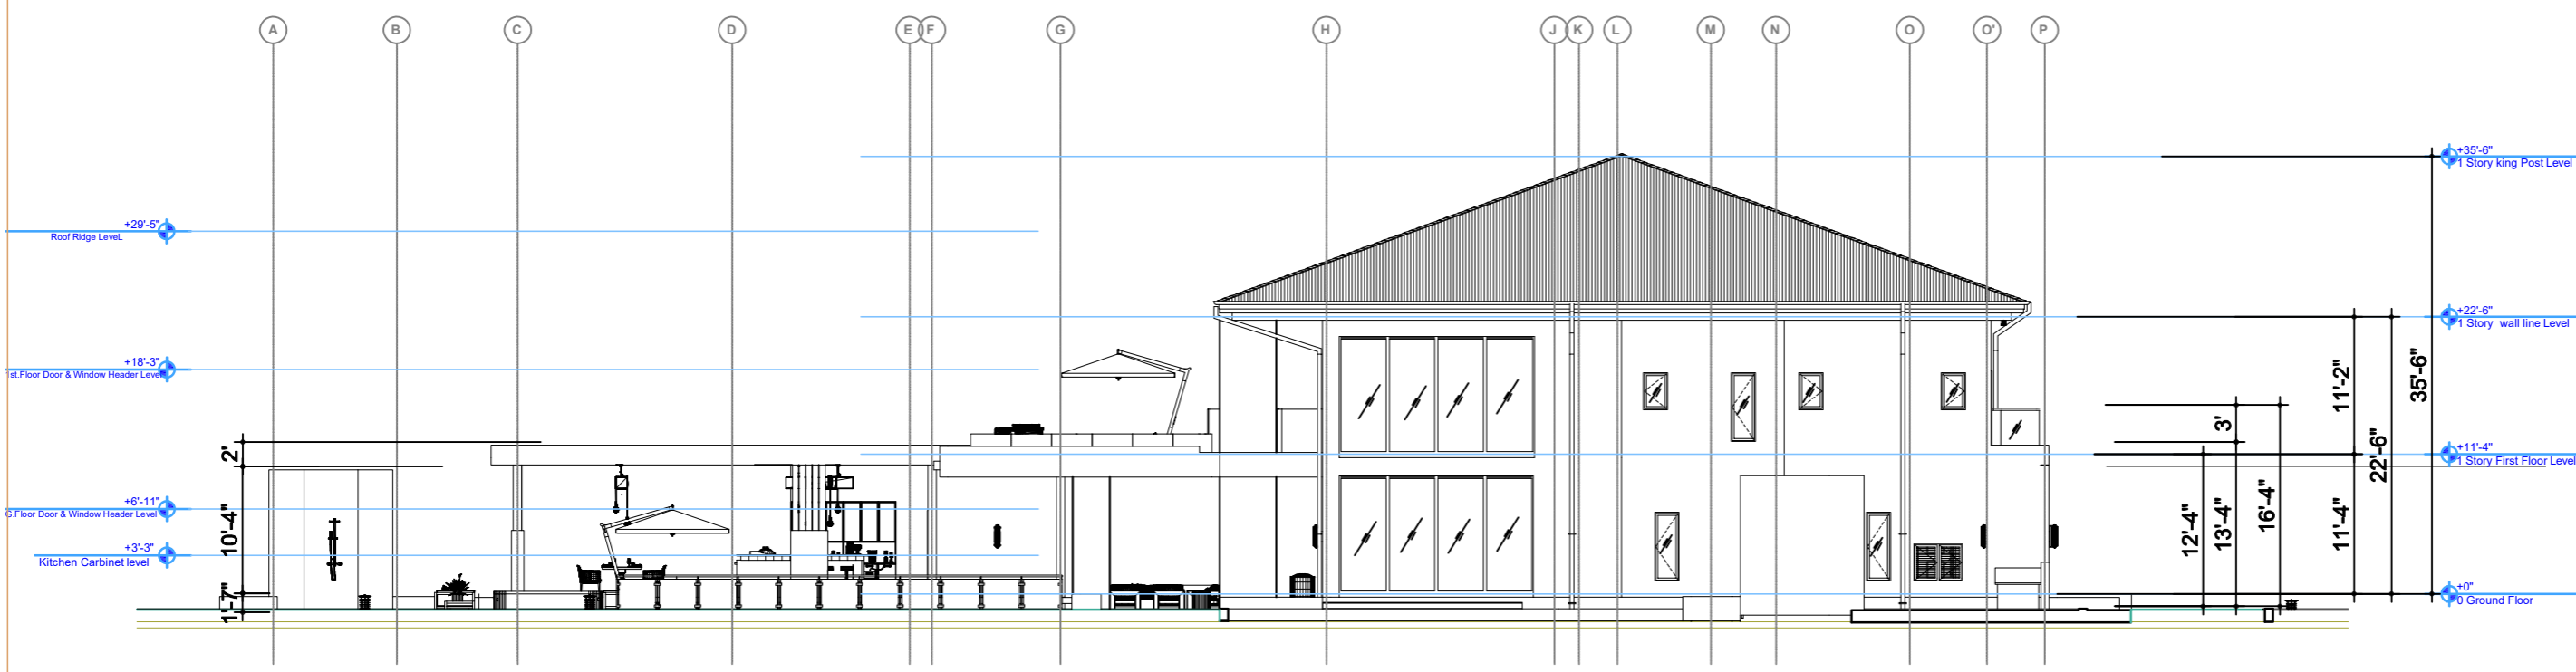 A B C D E F G H J K L M N O O' P
+35'-6"
1 Story king Post Level
+29'-5"
Roof Ridge Level
+22'-6"
1 Story wall line Level
+18'-3"
st.Floor Door & Window Header Level
+11'-4"
1 Story First Floor Level
+6'-11"
G.Floor Door & Window Header Level
+3'-3"
Kitchen Carbinet level
±0"
0 Ground Floor
2'
10'-4"
1'-7"
12'-4"
13'-4"
3'
16'-4"
11'-2"
11'-4"
22'-6"
35'-6"